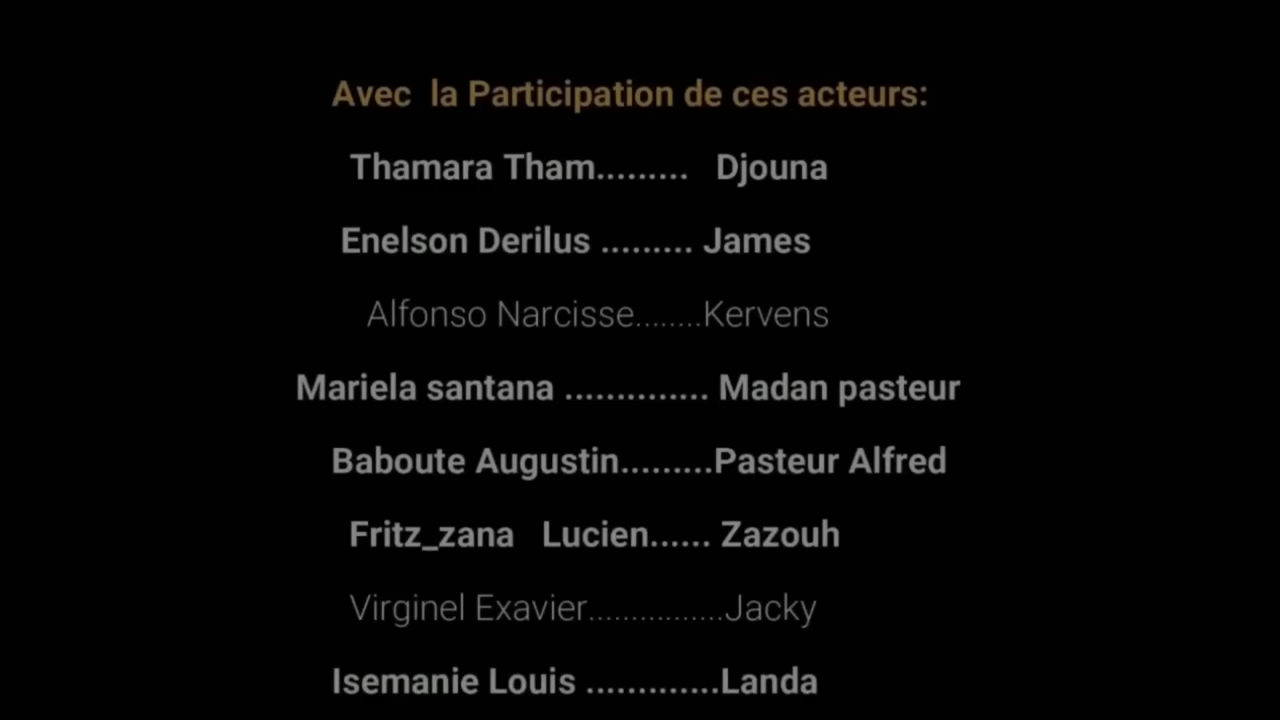 Avec la Participation de ces acteurs:
Thamara Tham......... Djouna
Enelson Derilus ......... James
Alfonso Narcisse........Kervens
Mariela santana .............. Madan pasteur
Baboute Augustin.........Pasteur Alfred
Fritz_zana Lucien...... Zazouh
Virginel Exavier................Jacky
Isemanie Louis .............Landa